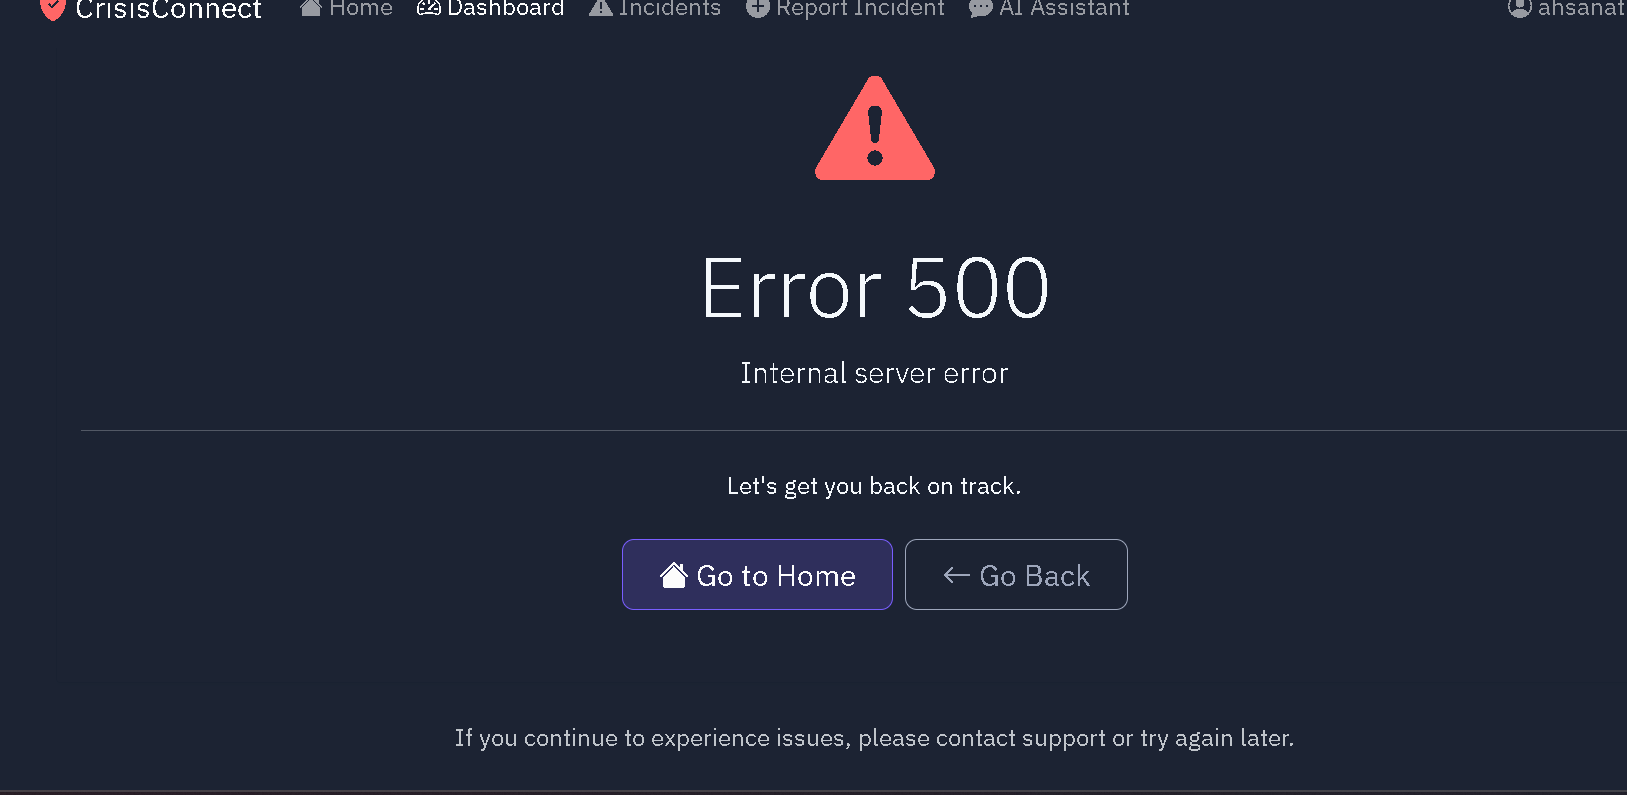 CrisisConnect Home Dashboard Incidents Report Incident AI Assistant ahsanat
Error 500
Internal server error
Let's get you back on track.
Go to Home Go Back
If you continue to experience issues, please contact support or try again later.